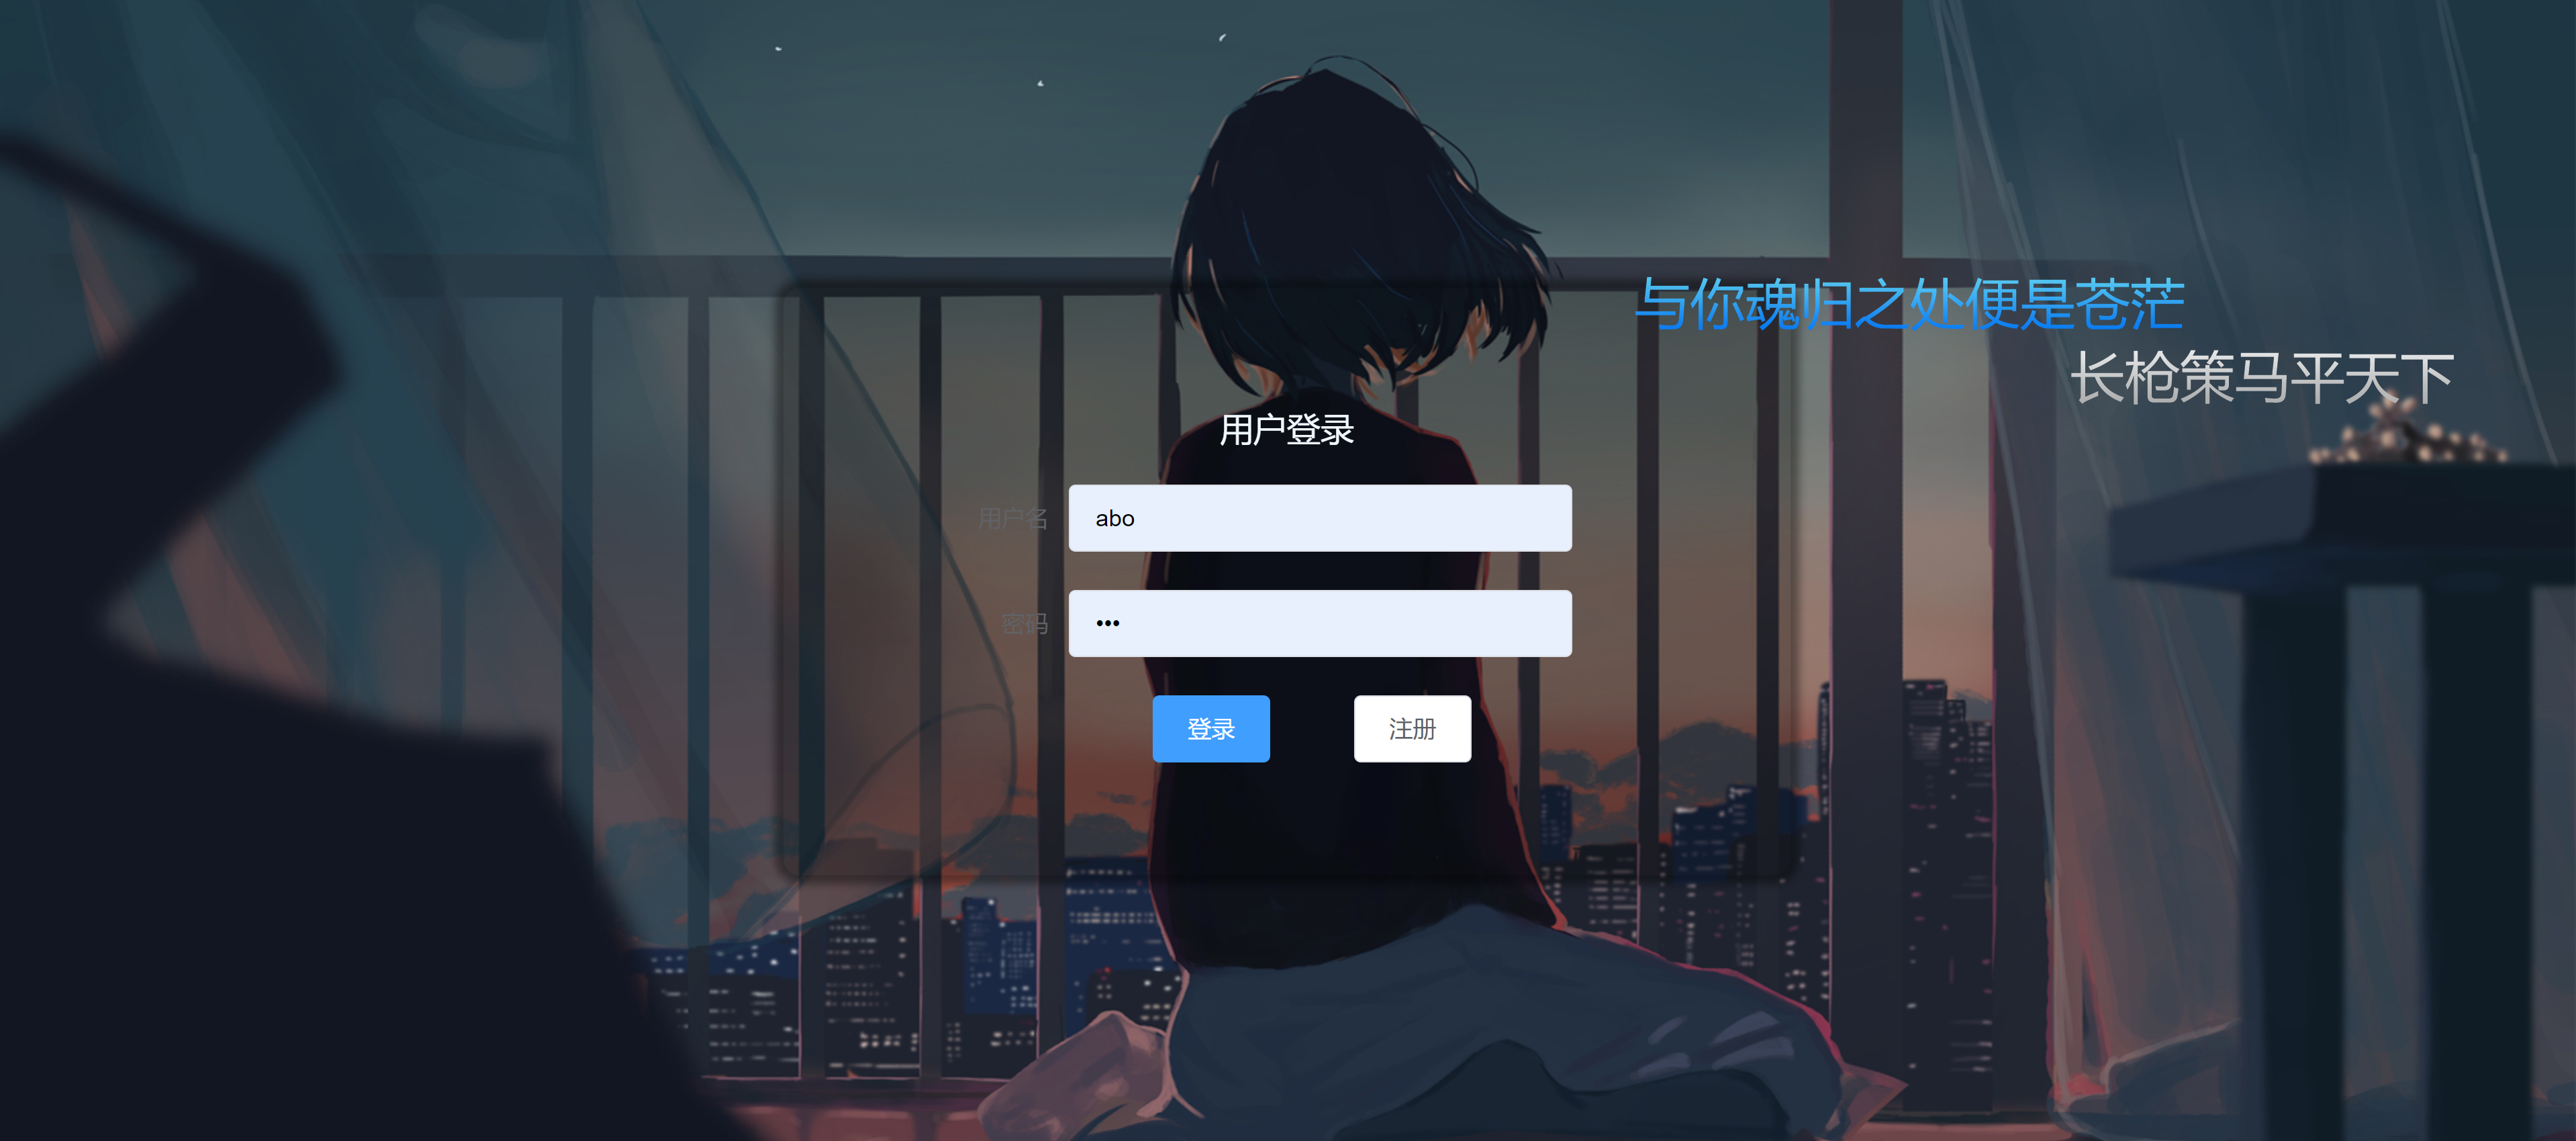 与你魂归之处便是苍茫
长枪策马平天下
用户登录
用户名 abo
密码 •••
登录 注册